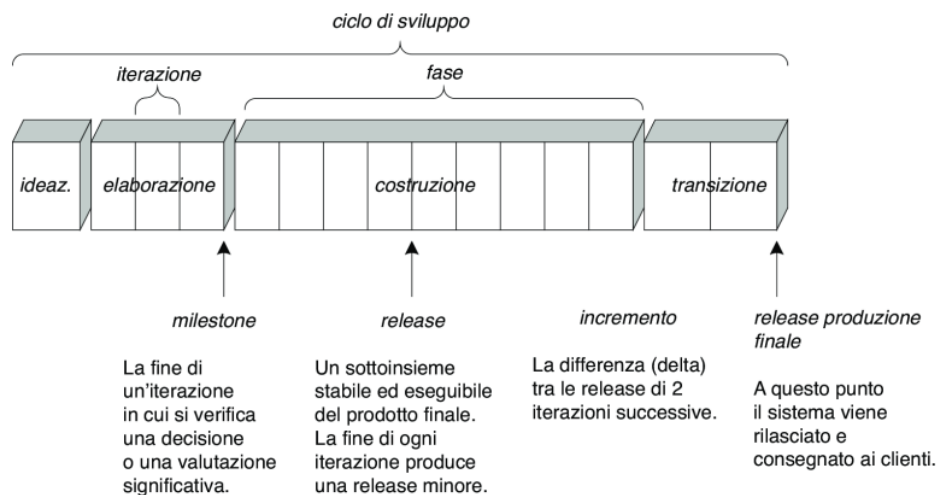 ciclo di sviluppo
iterazione
fase
ideaz.
elaborazione
costruzione
transizione
milestone
La fine di
un'iterazione
in cui si verifica
una decisione
o una valutazione
significativa.
release
Un sottoinsieme
stabile ed eseguibile
del prodotto finale.
La fine di ogni
iterazione produce
una release minore.
incremento
La differenza (delta)
tra le release di 2
iterazioni successive.
release produzione
finale
A questo punto
il sistema viene
rilasciato e
consegnato ai clienti.